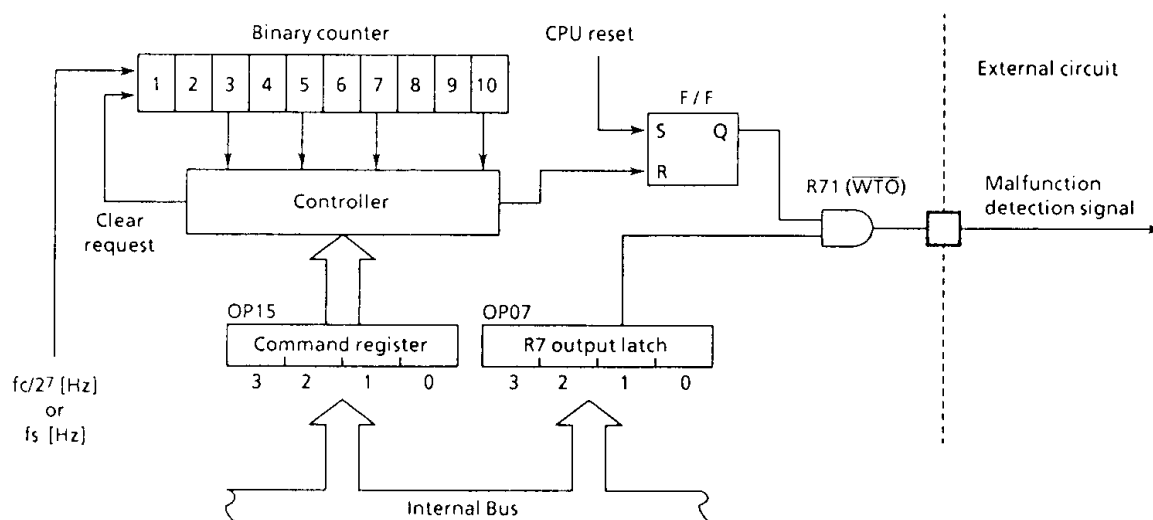 Binary counter
CPU reset
External circuit
1 2 3 4 5 6 7 8 9 10
F / F
S Q
R
R71 (WTO)
Malfunction
detection signal
Controller
Clear
request
OP15
OP07
Command register
R7 output latch
3 2 1 0
3 2 1 0
fc/2⁷ [Hz]
or
fs [Hz]
Internal Bus